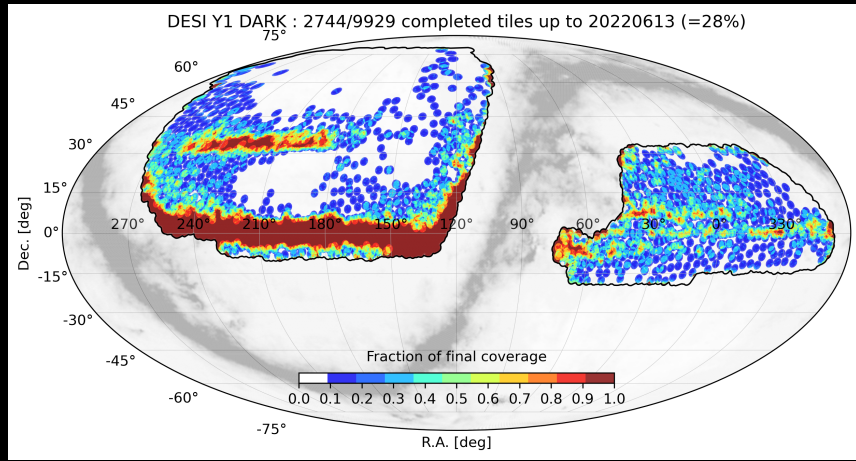 DESI Y1 DARK : 2744/9929 completed tiles up to 20220613 (=28%)
75°
60°
45°
30°
15°
0°
-15°
-30°
-45°
-60°
-75°
Dec. [deg]
270° 240° 210° 180° 150° 120° 90° 60° 30° 0° 330°
Fraction of final coverage
0.0 0.1 0.2 0.3 0.4 0.5 0.6 0.7 0.8 0.9 1.0
R.A. [deg]